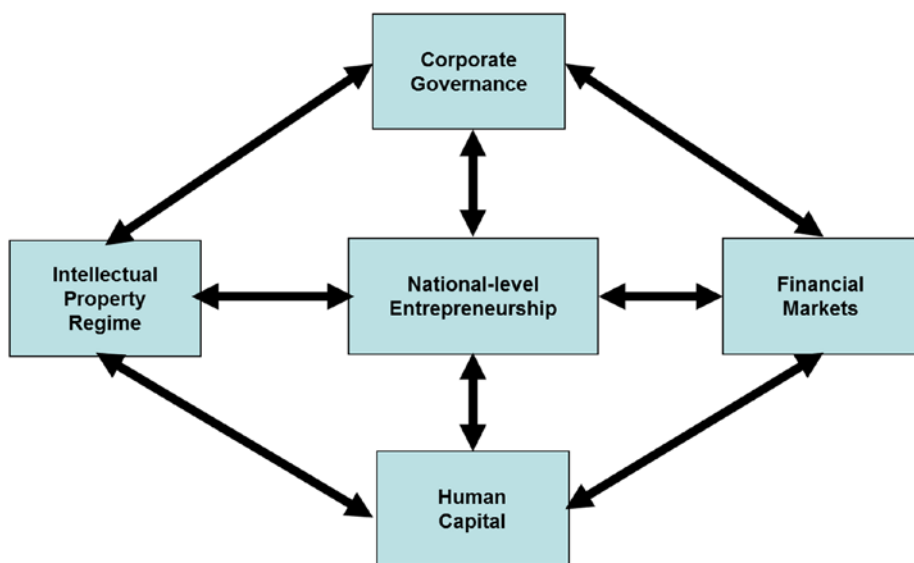 Corporate
Governance
Intellectual
Property
Regime
National-level
Entrepreneurship
Financial
Markets
Human
Capital